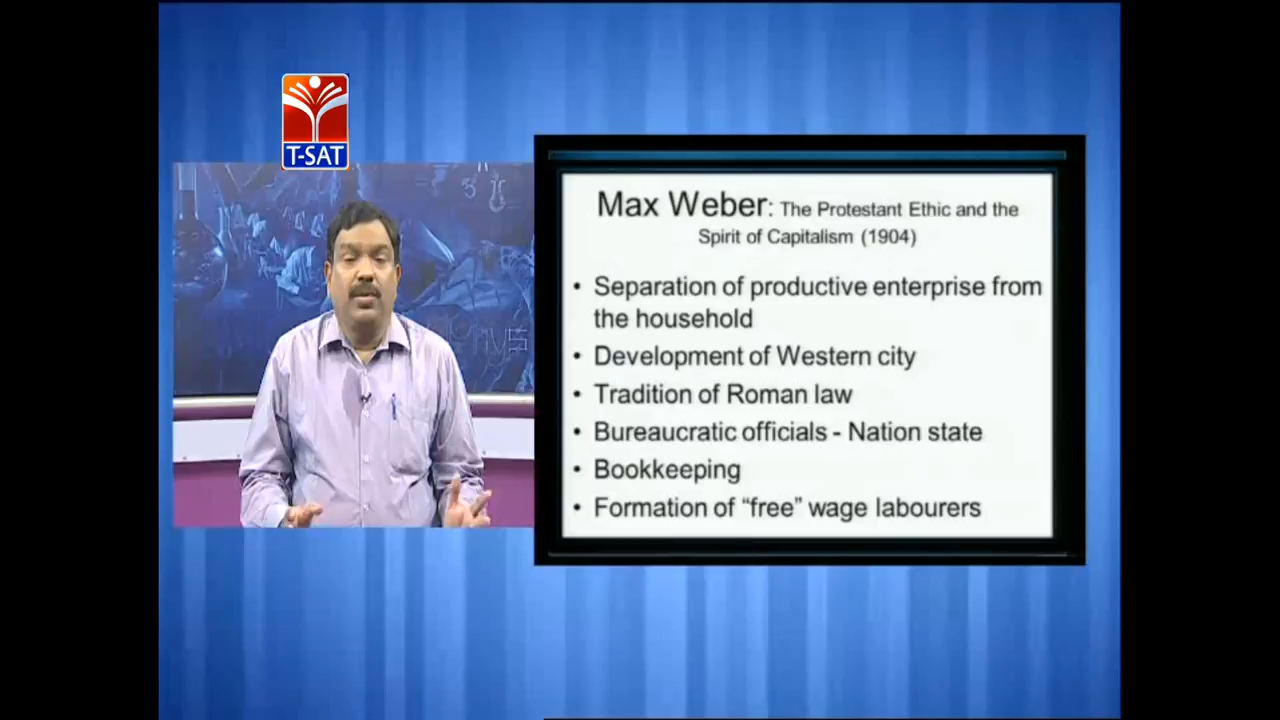 T-SAT
Max Weber: The Protestant Ethic and the
Spirit of Capitalism (1904)
• Separation of productive enterprise from
the household
• Development of Western city
• Tradition of Roman law
• Bureaucratic officials - Nation state
• Bookkeeping
• Formation of “free” wage labourers